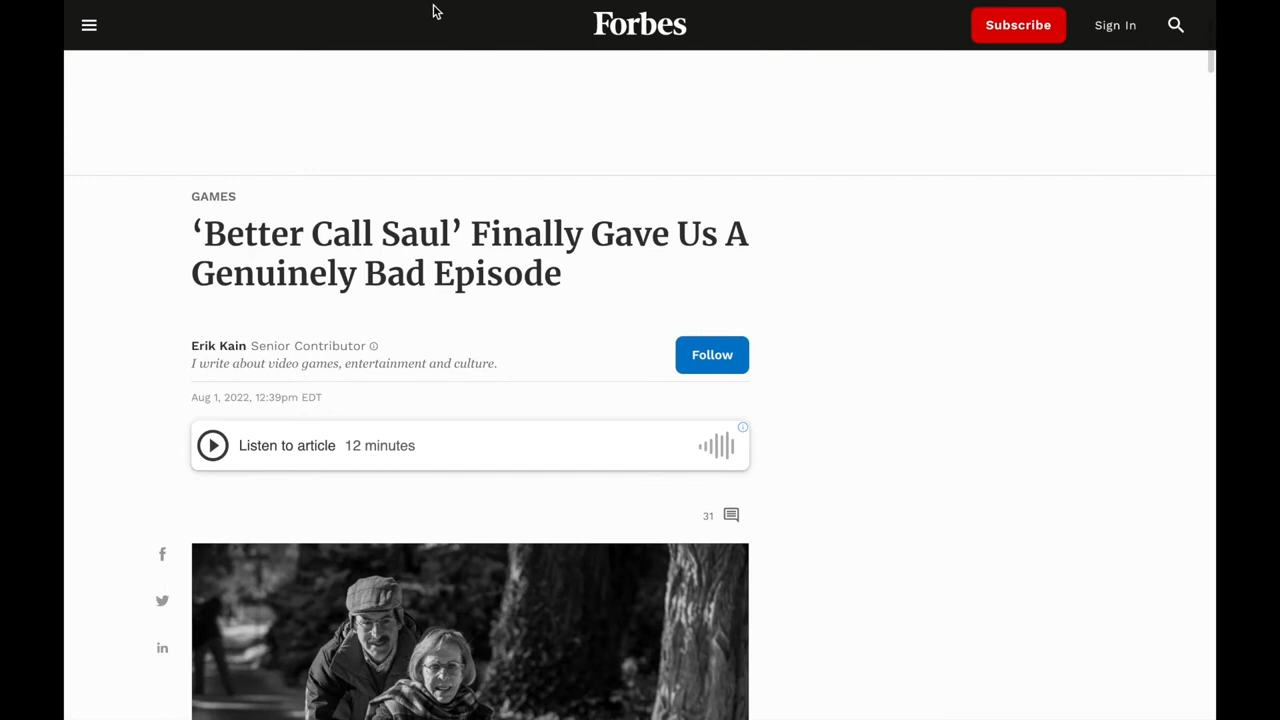 Forbes
Subscribe
Sign In
GAMES
‘Better Call Saul’ Finally Gave Us A
Genuinely Bad Episode
Erik Kain Senior Contributor
I write about video games, entertainment and culture.
Follow
Aug 1, 2022, 12:39pm EDT
Listen to article 12 minutes
31